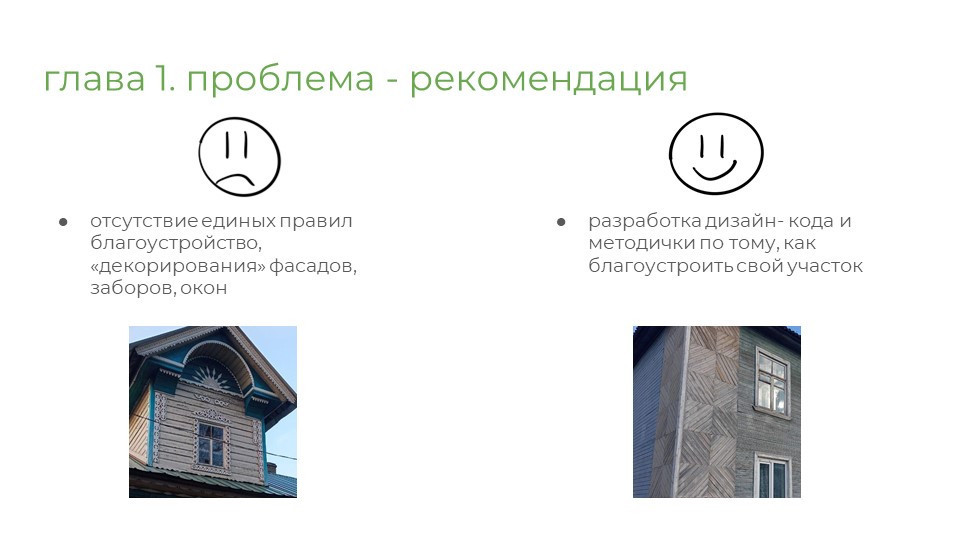 глава 1. проблема - рекомендация
● отсутствие единых правил
благоустройство,
«декорирования» фасадов,
заборов, окон
● разработка дизайн- кода и
методички по тому, как
благоустроить свой участок